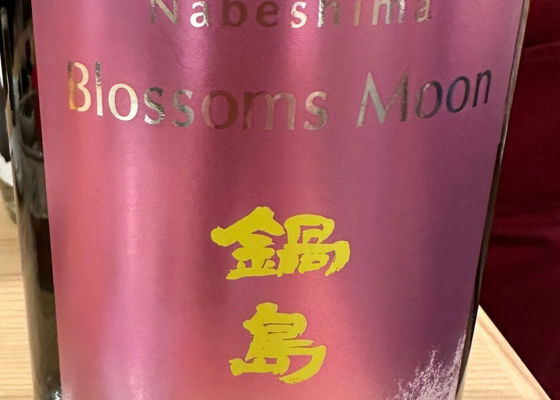 Nabeshima
Blossoms Moon
鍋
島